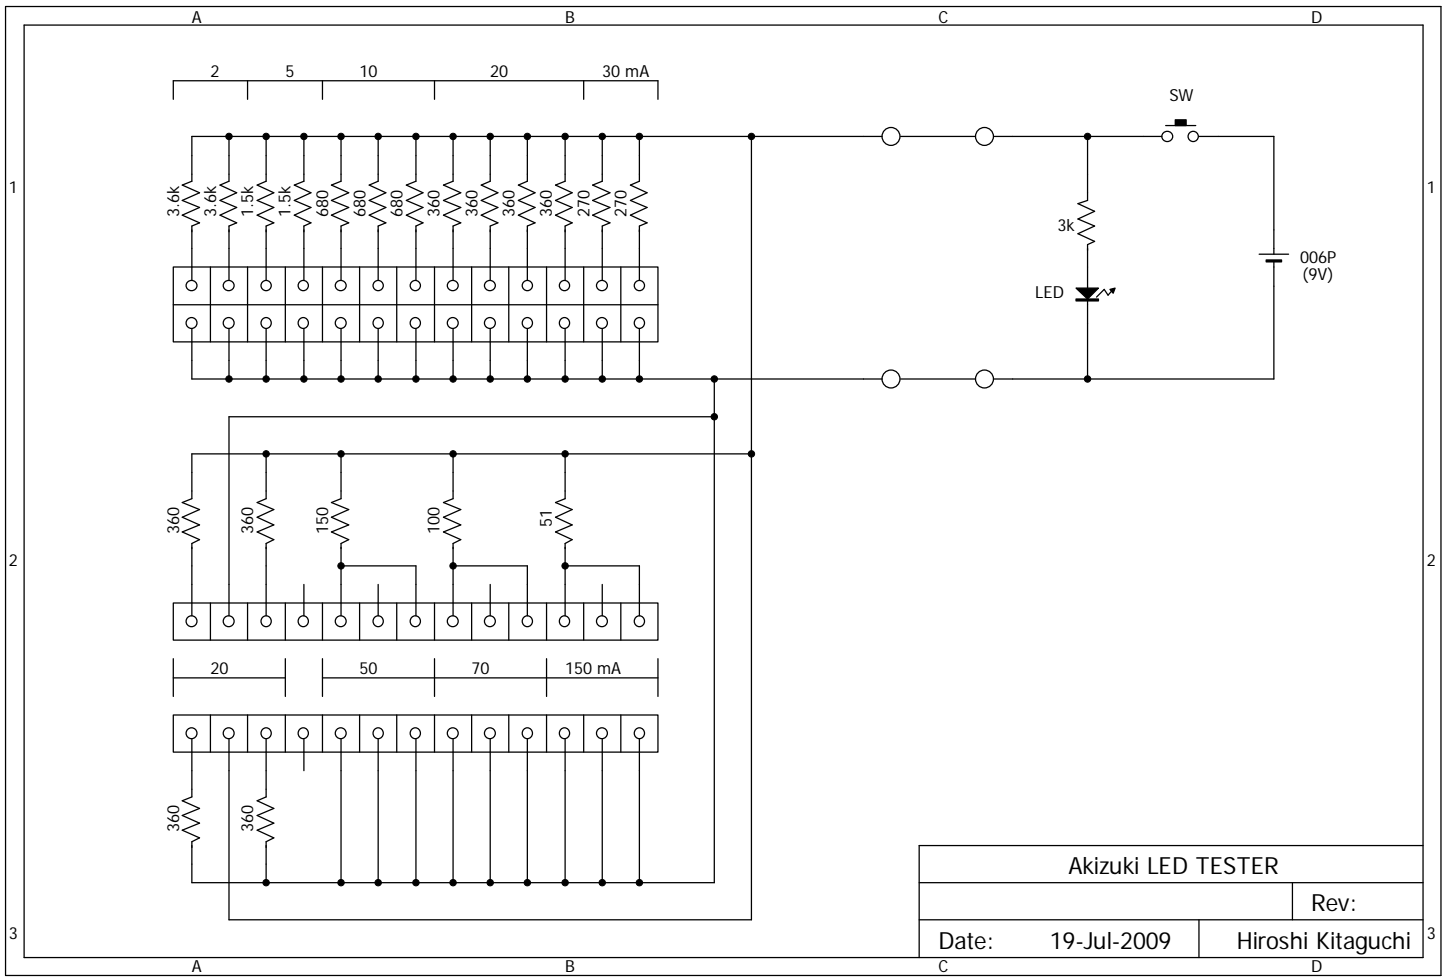 A B C D
2 5 10 20 30 mA
SW
1 1
3.6k 3.6k 1.5k 1.5k 680 680 680 360 360 360 360 270 270
3k
006P
(9V)
LED
360 360 150 100 51
2 2
20 50 70 150 mA
360 360
Akizuki LED TESTER
Rev:
3 3
Date: 19-Jul-2009 Hiroshi Kitaguchi
A B C D